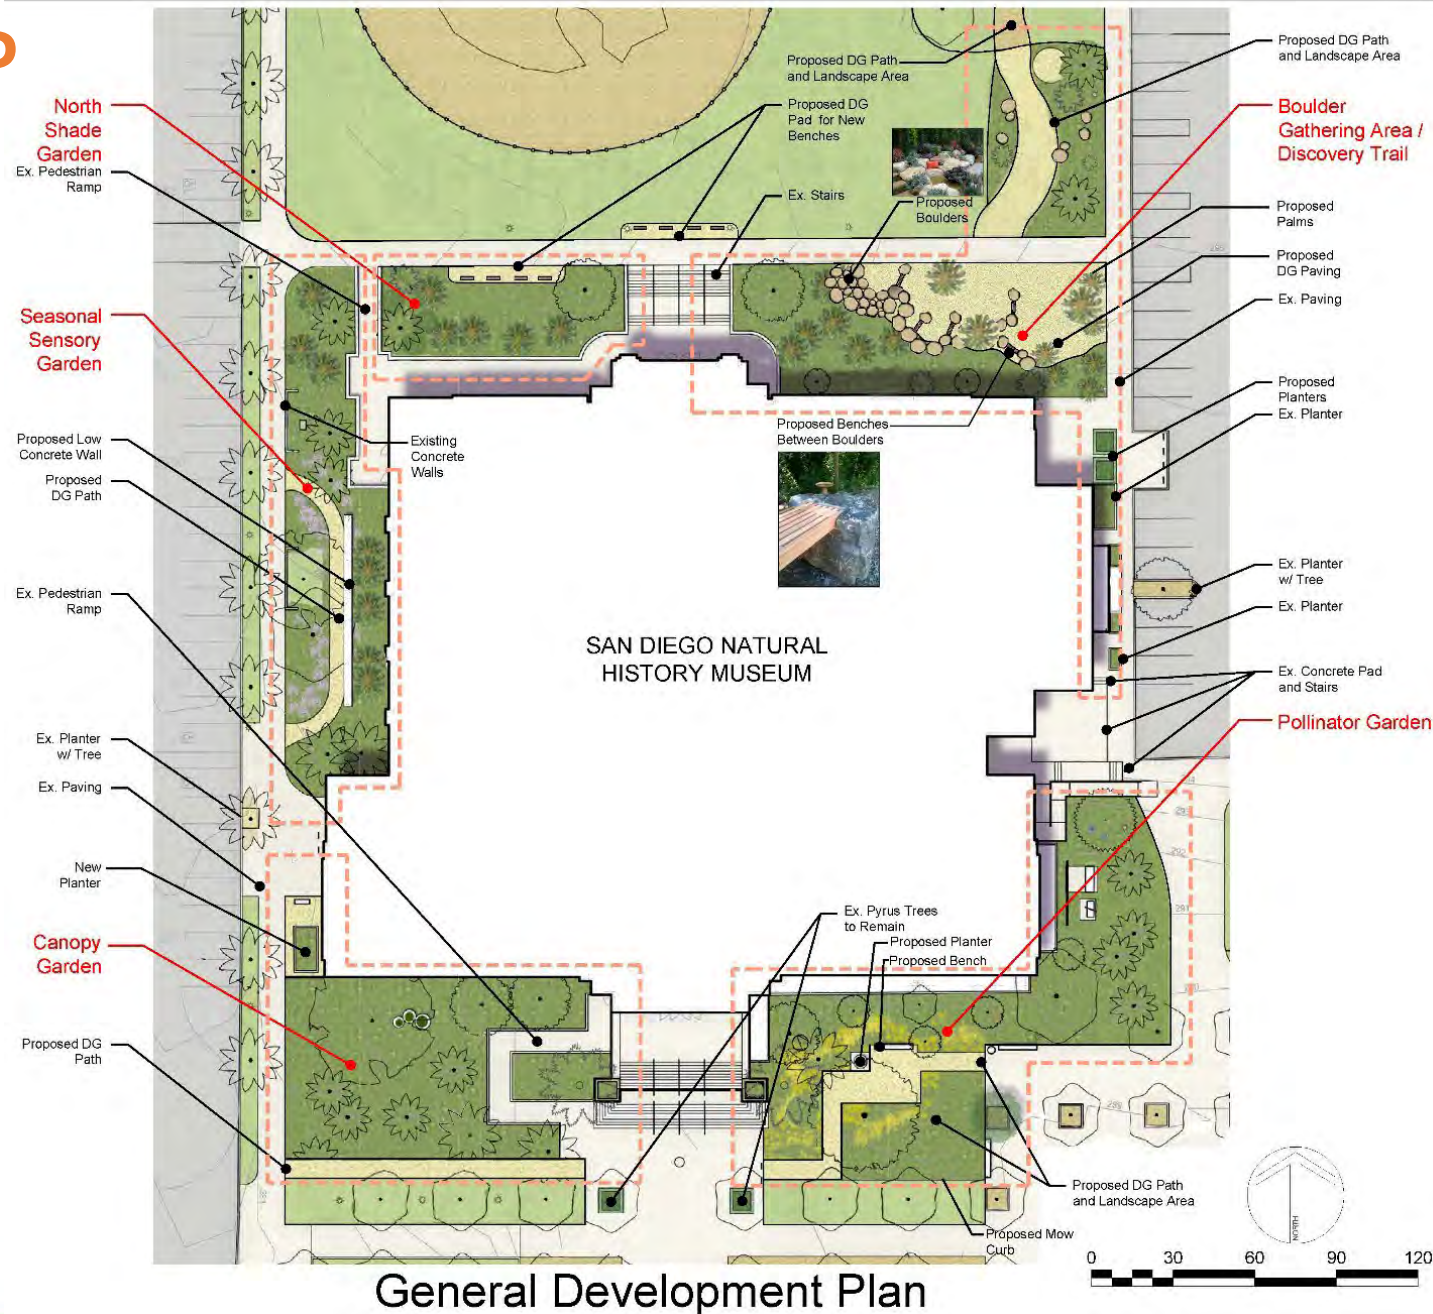 North
Shade
Garden
Ex. Pedestrian
Ramp
Seasonal
Sensory
Garden
Proposed Low
Concrete Wall
Proposed
DG Path
Ex. Pedestrian
Ramp
Ex. Planter
w/ Tree
Ex. Paving
New
Planter
Canopy
Garden
Proposed DG
Path
Proposed DG Path
and Landscape Area
Proposed DG
Pad for New
Benches
Ex. Stairs
Proposed
Boulders
Existing
Concrete
Walls
Proposed Benches
Between Boulders
SAN DIEGO NATURAL
HISTORY MUSEUM
Ex. Pyrus Trees
to Remain
Proposed Planter
Proposed Bench
Proposed DG Path
and Landscape Area
Boulder
Gathering Area /
Discovery Trail
Proposed
Palms
Proposed
DG Paving
Ex. Paving
Proposed
Planters
Ex. Planter
Ex. Planter
w/ Tree
Ex. Planter
Ex. Concrete Pad
and Stairs
Pollinator Garden
Proposed DG Path
and Landscape Area
Proposed Mow
Curb
NORTH
0 30 60 90 120
General Development Plan